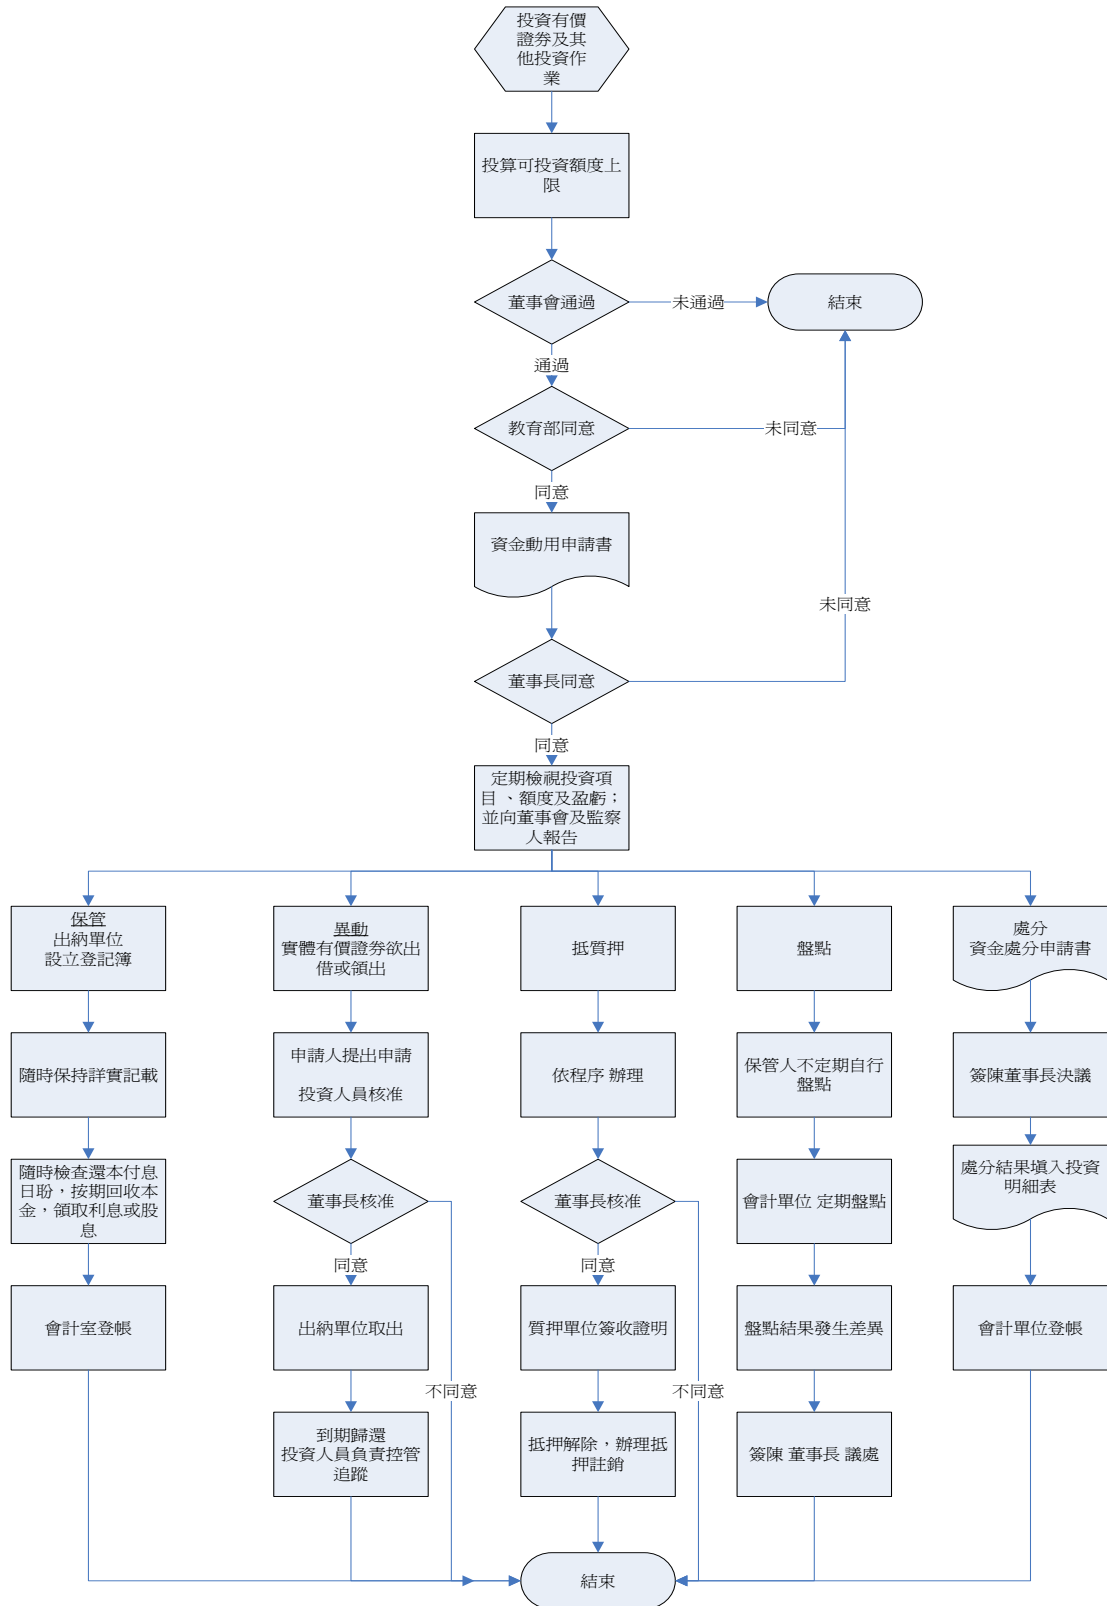 投資有價
證券及其
他投資作
業
投算可投資額度上
限
董事會通過
未通過
結束
通過
教育部同意
未同意
同意
資金動用申請書
未同意
董事長同意
同意
定期檢視投資項
目 、額度及盈虧；
並向董事會及監察
人報告
保管
出納單位
設立登記簿
隨時保持詳實記載
隨時檢查還本付息
日盼，按期回收本
金，領取利息或股
息
會計室登帳
異動
實體有價證券欲出
借或領出
申請人提出申請
投資人員核准
董事長核准
同意
不同意
出納單位取出
到期歸還
投資人員負責控管
追蹤
抵質押
依程序 辦理
董事長核准
同意
不同意
質押單位簽收證明
抵押解除，辦理抵
押註銷
盤點
保管人不定期自行
盤點
會計單位 定期盤點
盤點結果發生差異
簽陳 董事長 議處
處分
資金處分申請書
簽陳董事長決議
處分結果填入投資
明細表
會計單位登帳
結束